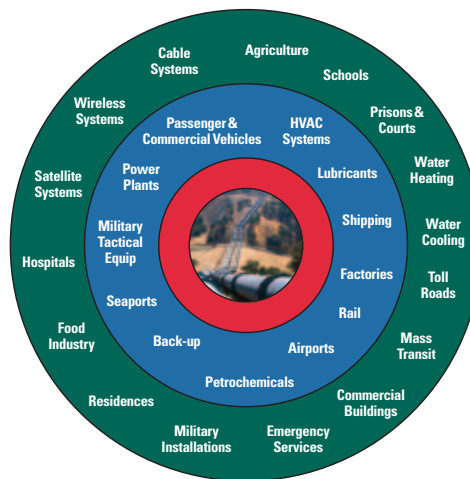 Agriculture
Cable
Systems
Schools
Wireless
Systems
Prisons &
Courts
Passenger &
Commercial Vehicles
HVAC
Systems
Water
Heating
Satellite
Systems
Power
Plants
Lubricants
Military
Tactical
Equip
Shipping
Water
Cooling
Hospitals
Factories
Toll
Roads
Seaports
Rail
Food
Industry
Back-up
Airports
Mass
Transit
Petrochemicals
Residences
Commercial
Buildings
Military
Installations
Emergency
Services